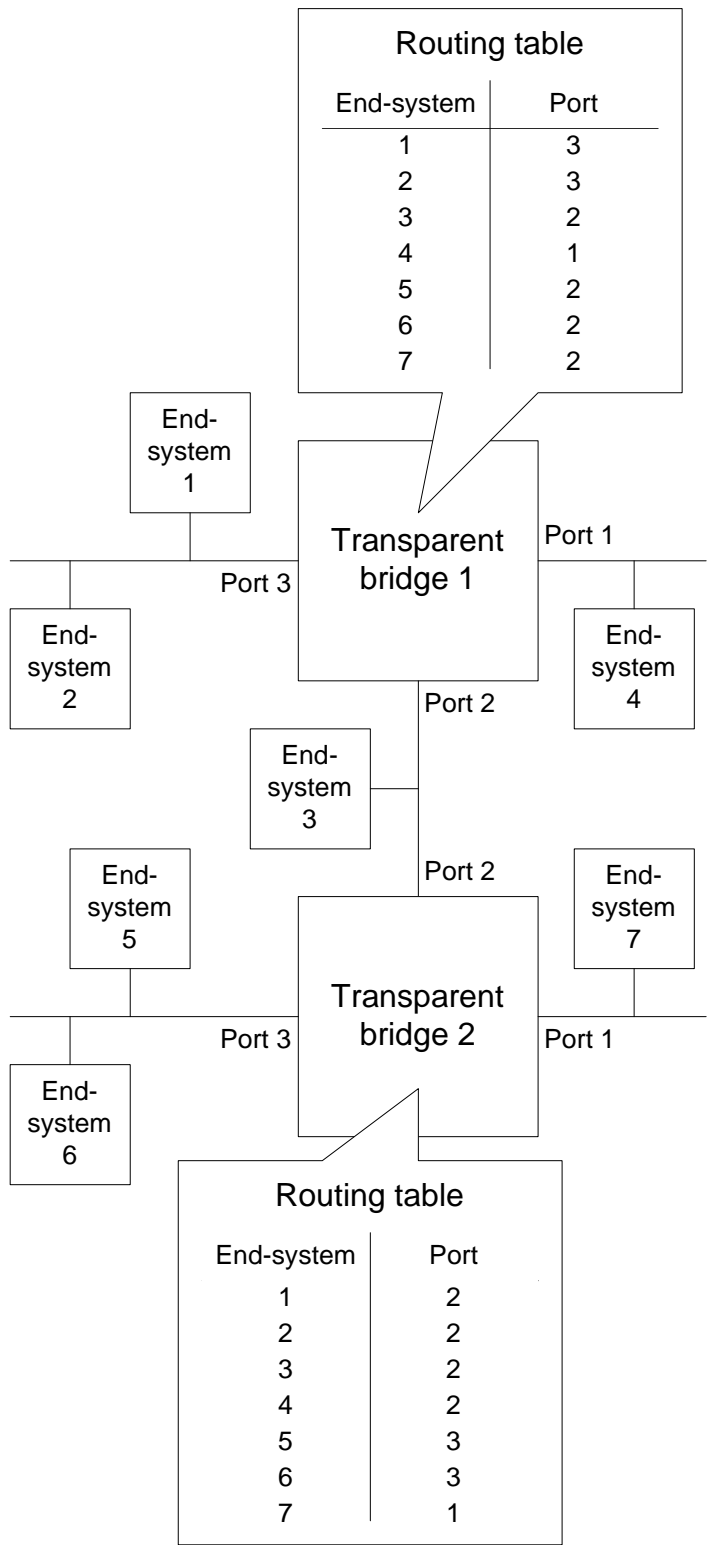 Routing table
End-system Port
1 3
2 3
3 2
4 1
5 2
6 2
7 2
End-
system
1
Transparent
bridge 1
Port 1
Port 3
End-
system
2
End-
system
4
Port 2
End-
system
3
Port 2
End-
system
5
End-
system
7
Transparent
bridge 2
Port 3
Port 1
End-
system
6
Routing table
End-system Port
1 2
2 2
3 2
4 2
5 3
6 3
7 1